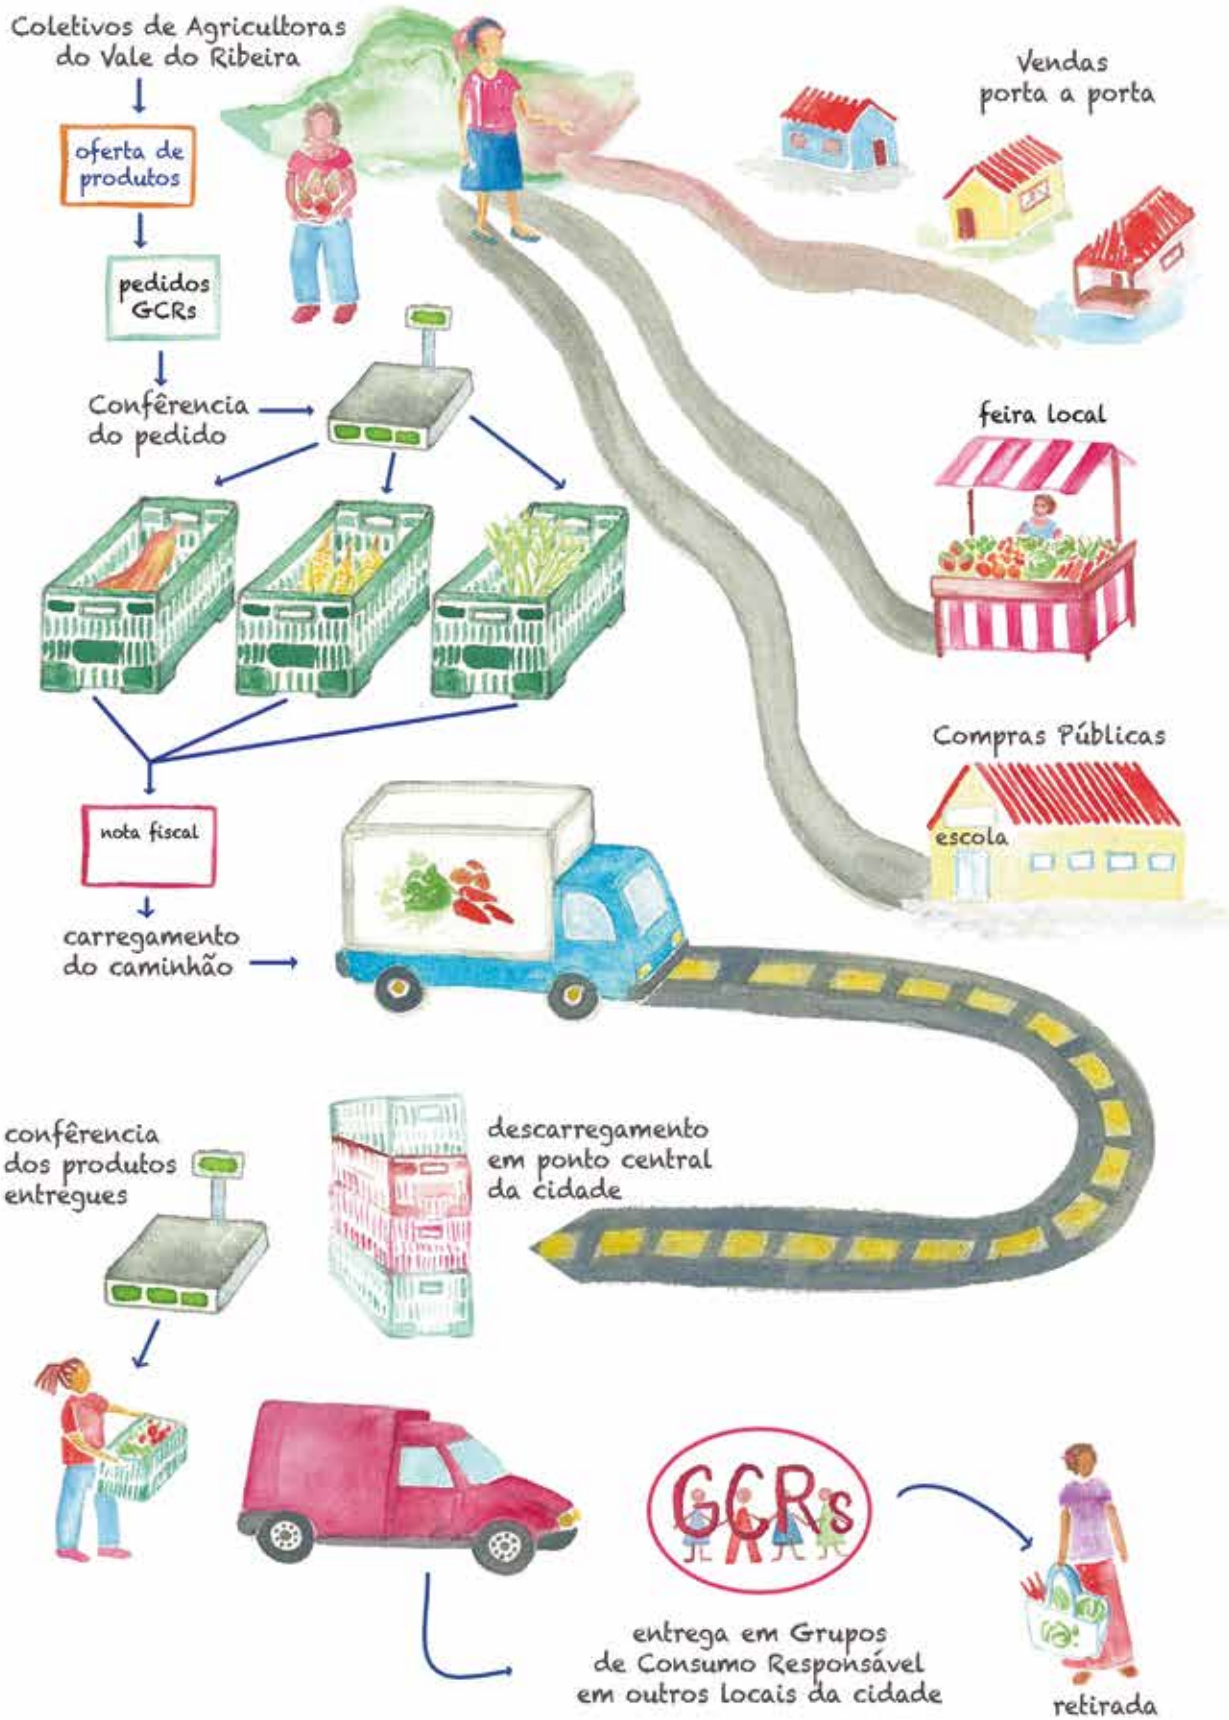 Coletivos de Agricultoras
do Vale do Ribeira
oferta de
produtos
pedidos
GCRs
Confêrencia
do pedido
Vendas
porta a porta
feira local
Compras Públicas
escola
nota fiscal
carregamento
do caminhão
confêrencia
dos produtos
entregues
descarregamento
em ponto central
da cidade
GCRs
entrega em Grupos
de Consumo Responsável
em outros locais da cidade
retirada